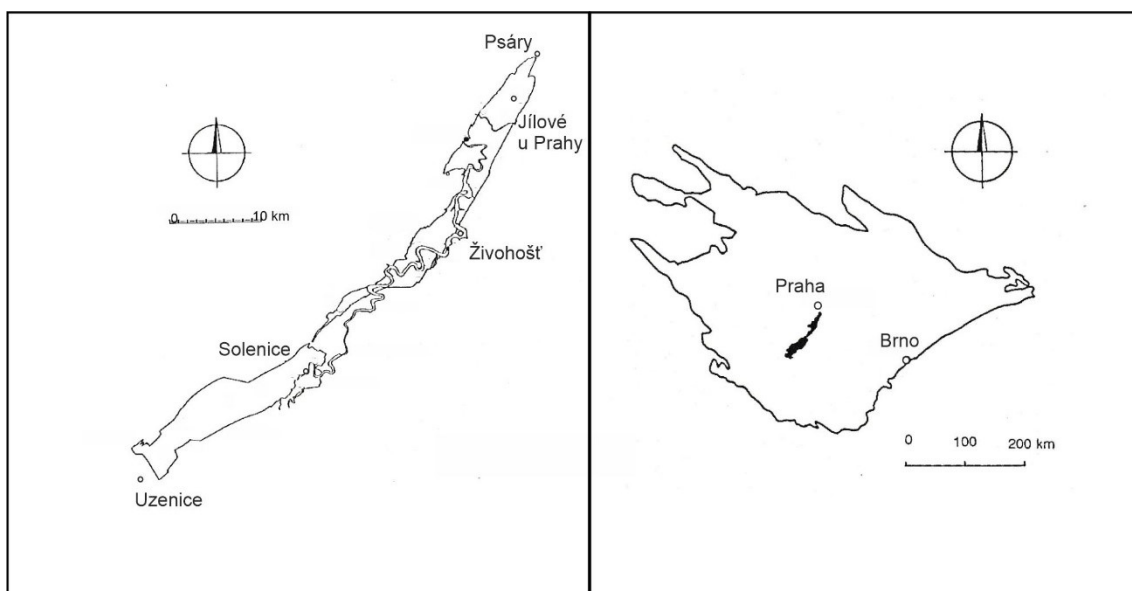 Psáry
Jílové
u Prahy
0 10 km
Živohošť
Solenice
Uzenice
Praha
Brno
0 100 200 km